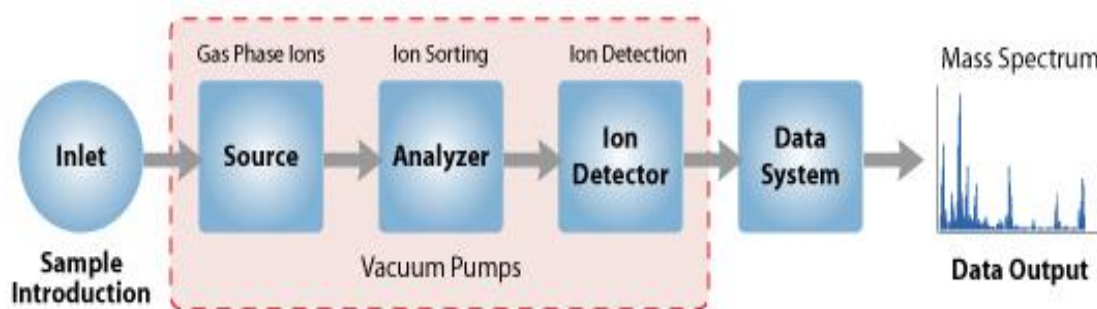 Gas Phase Ions
Ion Sorting
Ion Detection
Mass Spectrum
Inlet
Source
Analyzer
Ion
Detector
Data
System
Sample
Introduction
Vacuum Pumps
Data Output